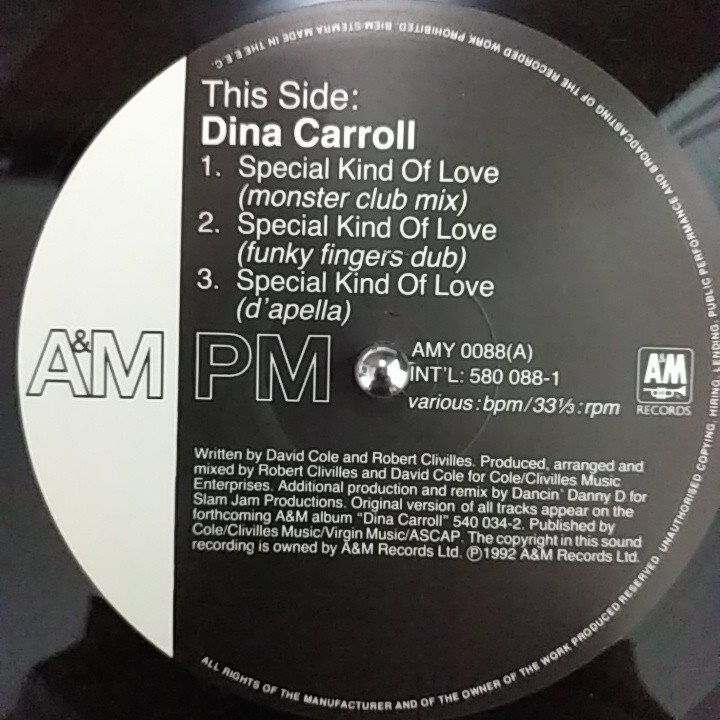 This Side:
Dina Carroll
1. Special Kind Of Love
(monster club mix)
2. Special Kind Of Love
(funky fingers dub)
3. Special Kind Of Love
(d'apella)
A&M PM
AMY 0088(A)
INT'L: 580 088-1
various:bpm/33⅓:rpm
A&M
RECORDS
Written by David Cole and Robert Clivilles. Produced, arranged and
mixed by Robert Clivilles and David Cole for Cole/Clivilles Music
Enterprises. Additional production and remix by Dancin' Danny D for
Slam Jam Productions. Original version of all tracks appear on the
forthcoming A&M album "Dina Carroll" 540 034-2. Published by
Cole/Clivilles Music/Virgin Music/ASCAP. The copyright in this sound
recording is owned by A&M Records Ltd. ℗1992 A&M Records Ltd.
ALL RIGHTS OF THE MANUFACTURER AND OF THE OWNER OF THE WORK PRODUCED RESERVED. UNAUTHORISED COPYING, HIRING, LENDING, PUBLIC PERFORMANCE AND BROADCASTING OF THE RECORDED WORK PROHIBITED. BIEM-STEMRA MADE IN THE E.E.C.